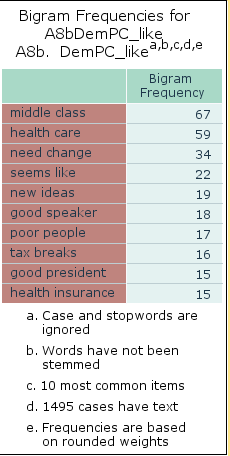 Bigram Frequencies for
A8bDemPC_like
A8b. DemPC_like a,b,c,d,e
Bigram
Frequency
middle class 67
health care 59
need change 34
seems like 22
new ideas 19
good speaker 18
poor people 17
tax breaks 16
good president 15
health insurance 15
a. Case and stopwords are
ignored
b. Words have not been
stemmed
c. 10 most common items
d. 1495 cases have text
e. Frequencies are based
on rounded weights